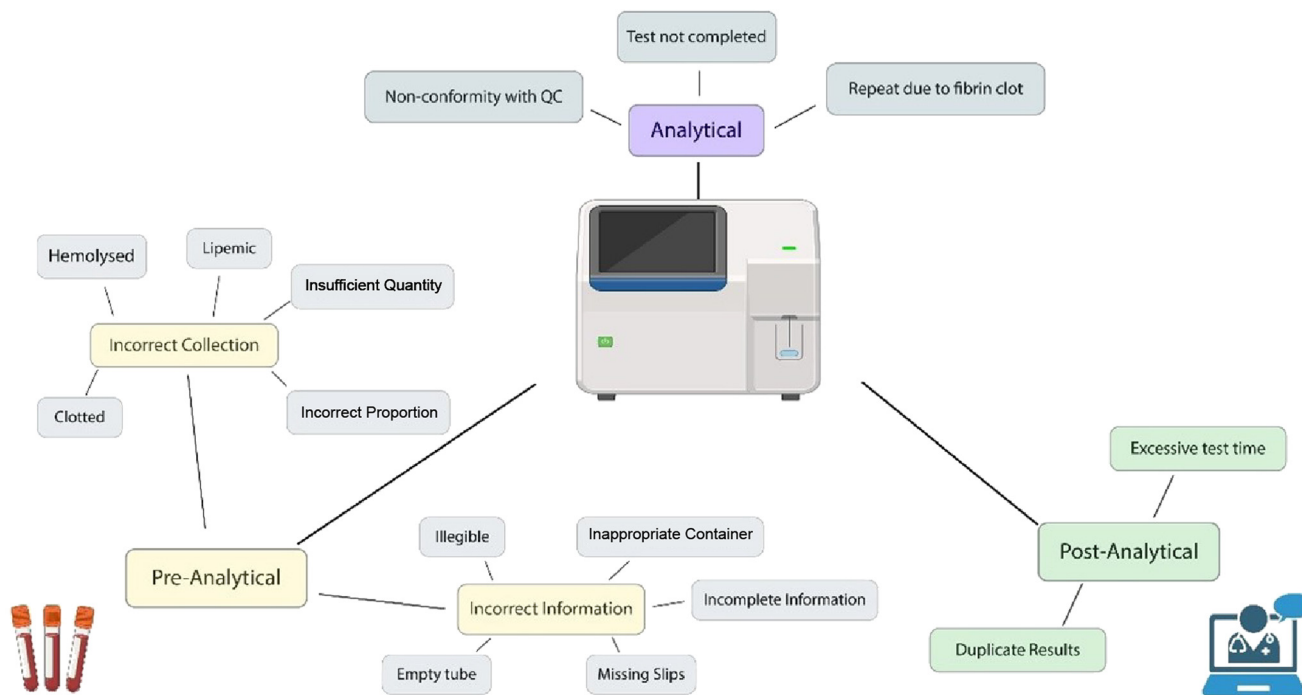 Test not completed
Non-conformity with QC
Repeat due to fibrin clot
Analytical
Hemolysed
Lipemic
Insufficient Quantity
Incorrect Collection
Clotted
Incorrect Proportion
Excessive test time
Illegible
Inappropriate Container
Post-Analytical
Pre-Analytical
Incorrect Information
Incomplete Information
Duplicate Results
Empty tube
Missing Slips